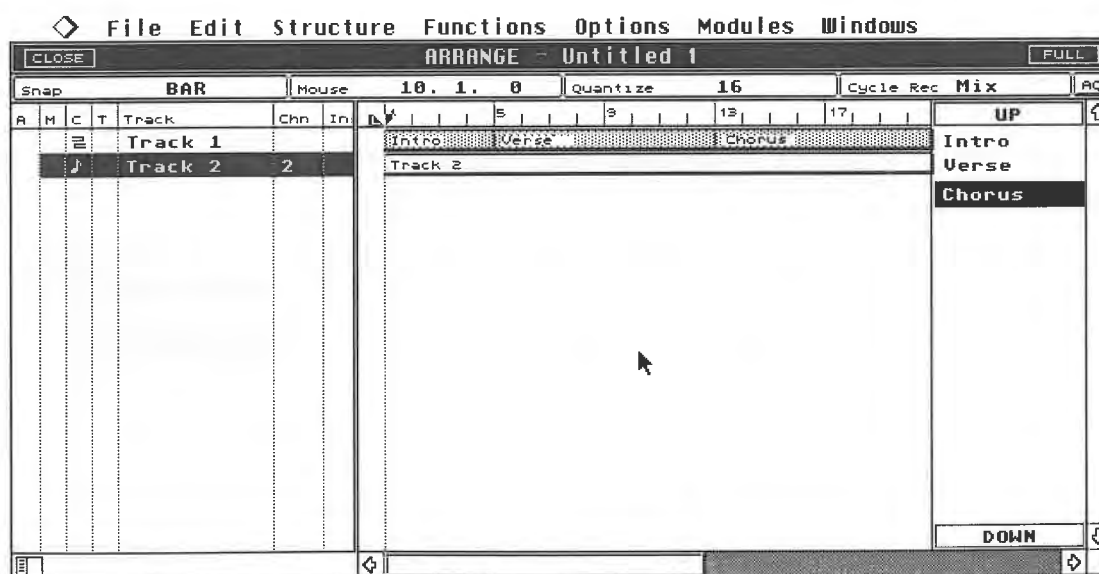 File Edit Structure Functions Options Modules Windows
CLOSE ARRANGE - Untitled 1 FULL
Snap BAR Mouse 10. 1. 0 Quantize 16 Cycle Rec Mix
A M C T Track Chn In 5 9 13 17 UP
Track 1 Intro Verse Chorus Intro
Track 2 2 Track 2 Verse
Chorus
DOWN